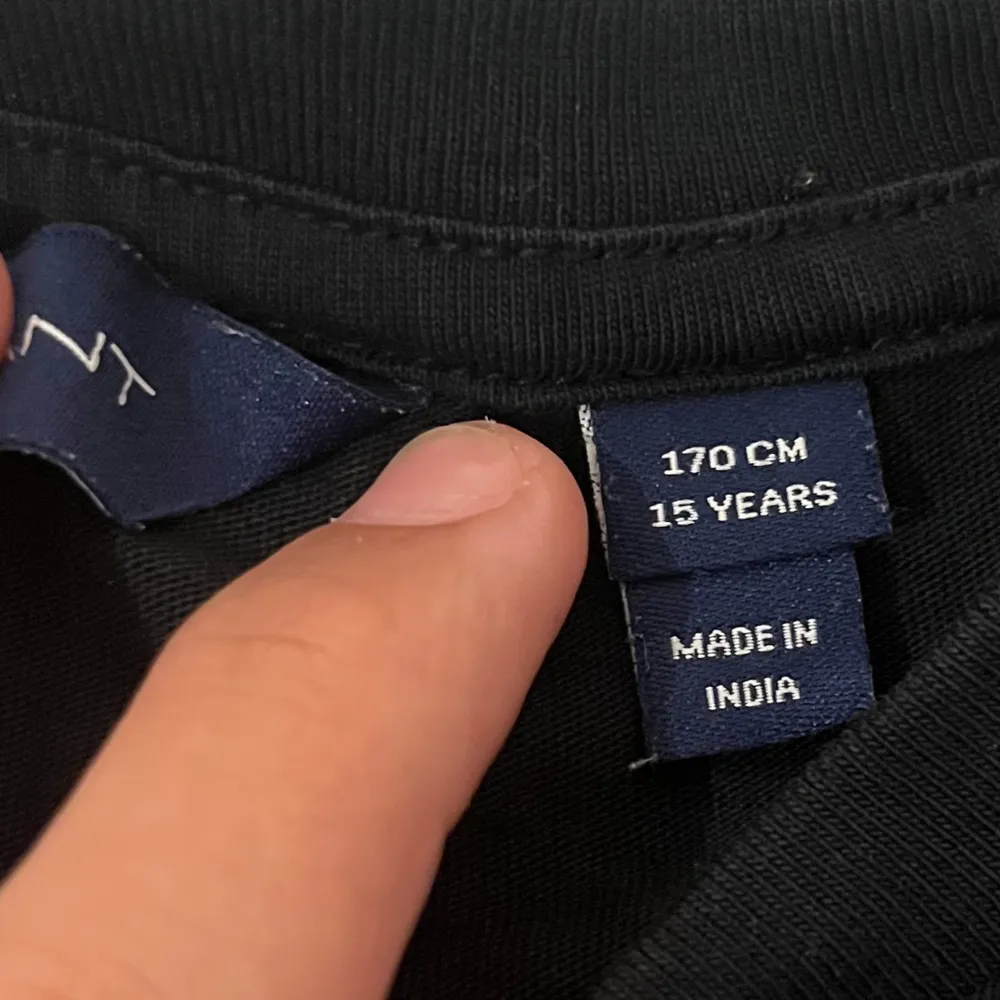 170 CM
15 YEARS
MADE IN
INDIA